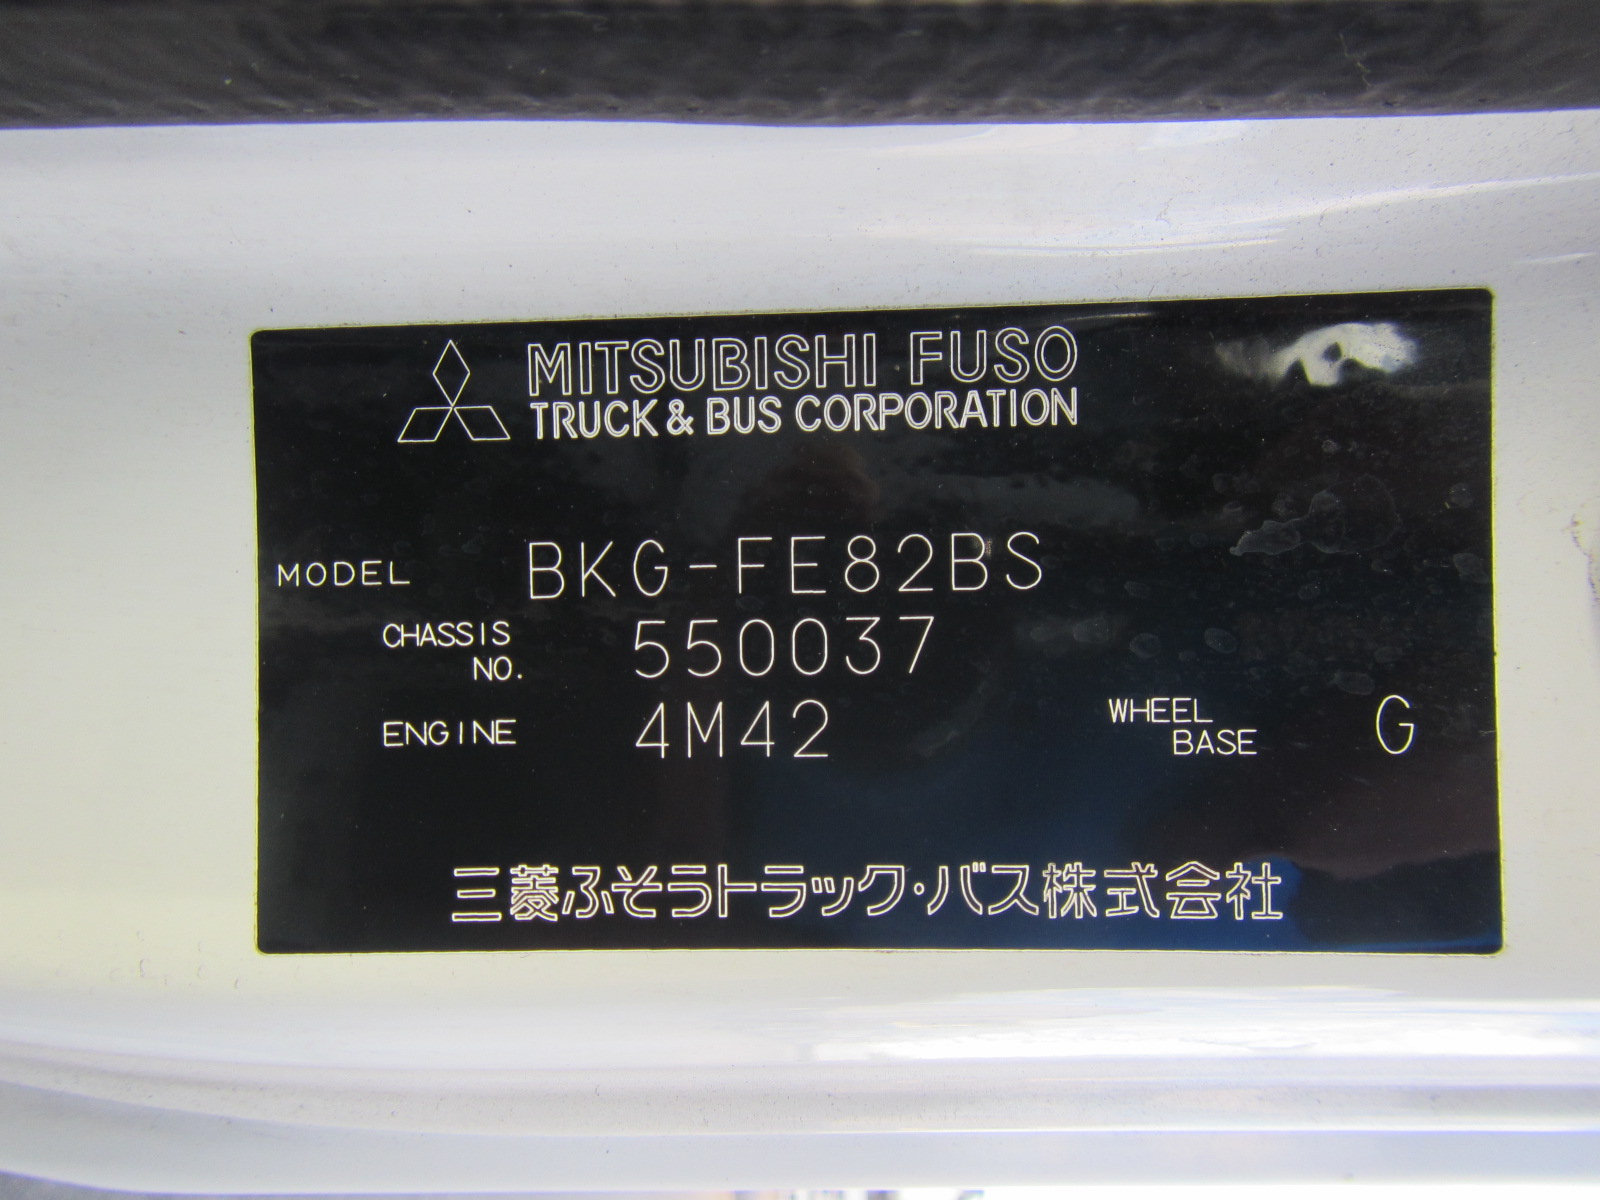 MITSUBISHI FUSO
TRUCK & BUS CORPORATION
MODEL BKG-FE82BS
CHASSIS NO. 550037
ENGINE 4M42 WHEEL BASE G
三菱ふそうトラック・バス株式会社